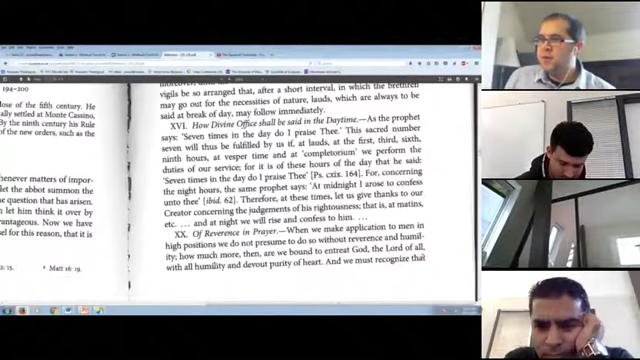 194–200
lose of the fifth century. He
ally settled at Monte Cassino,
By the ninth century his Rule
of the new orders, such as the
henever matters of impor-
let the abbot summon the
he question that has arisen.
n let him think it over by
vantageous. Now we have
sel for this reason, that it is
2: 15.
⁶ Matt 16: 19.
vigils be so arranged that, after a short interval, in which the brethren
may go out for the necessities of nature, lauds, which are always to be
said at break of day, may follow immediately.
XVI. How Divine Office shall be said in the Daytime.—As the prophet
says: 'Seven times in the day do I praise Thee.' This sacred number
seven will thus be fulfilled by us if, at lauds, at the first, third, sixth,
ninth hours, at vesper time and at 'completorium' we perform the
duties of our service; for it is of these hours of the day that he said:
'Seven times in the day do I praise Thee' [Ps. cxix. 164]. For, concerning
the night hours, the same prophet says: 'At midnight I arose to confess
unto thee' [ibid. 62]. Therefore, at these times, let us give thanks to our
Creator concerning the judgements of his righteousness; that is, at matins,
etc. ... and at night we will rise and confess to him. ...
XX. Of Reverence in Prayer.—When we make application to men in
high positions we do not presume to do so without reverence and humil-
ity; how much more, then, are we bound to entreat God, the Lord of all,
with all humility and devout purity of heart. And we must recognize that